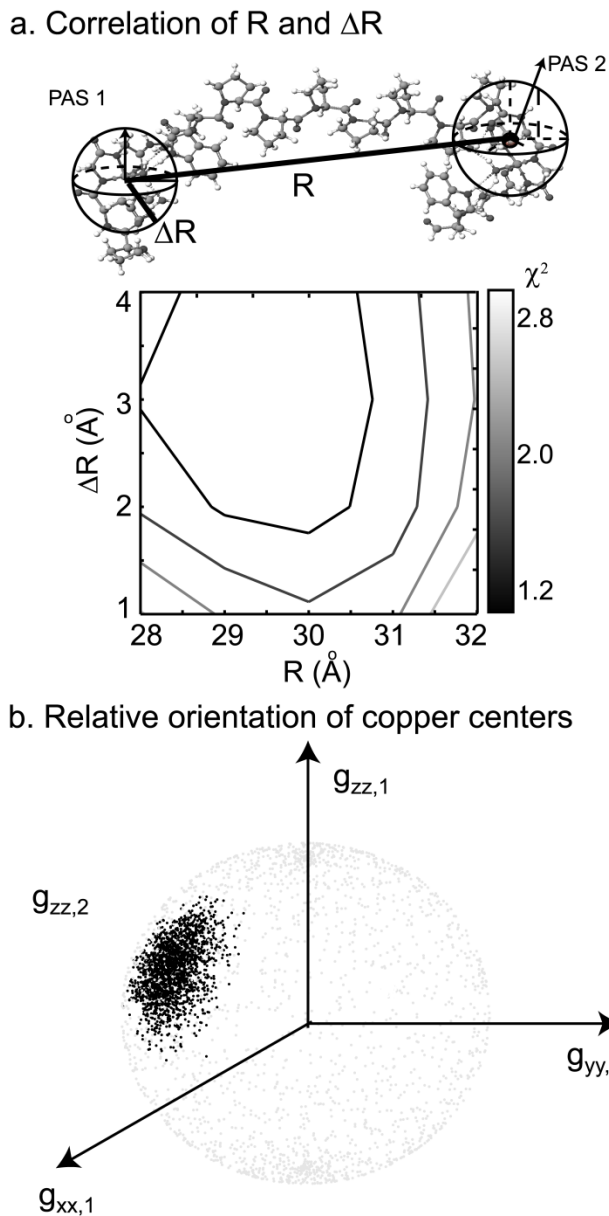 a. Correlation of R and ΔR
PAS 1
PAS 2
R
ΔR
χ²
4
3
2
1
ΔR (Å)
2.8
2.0
1.2
28 29 30 31 32
R (Å)
b. Relative orientation of copper centers
g_zz,1
g_zz,2
g_yy,
g_xx,1